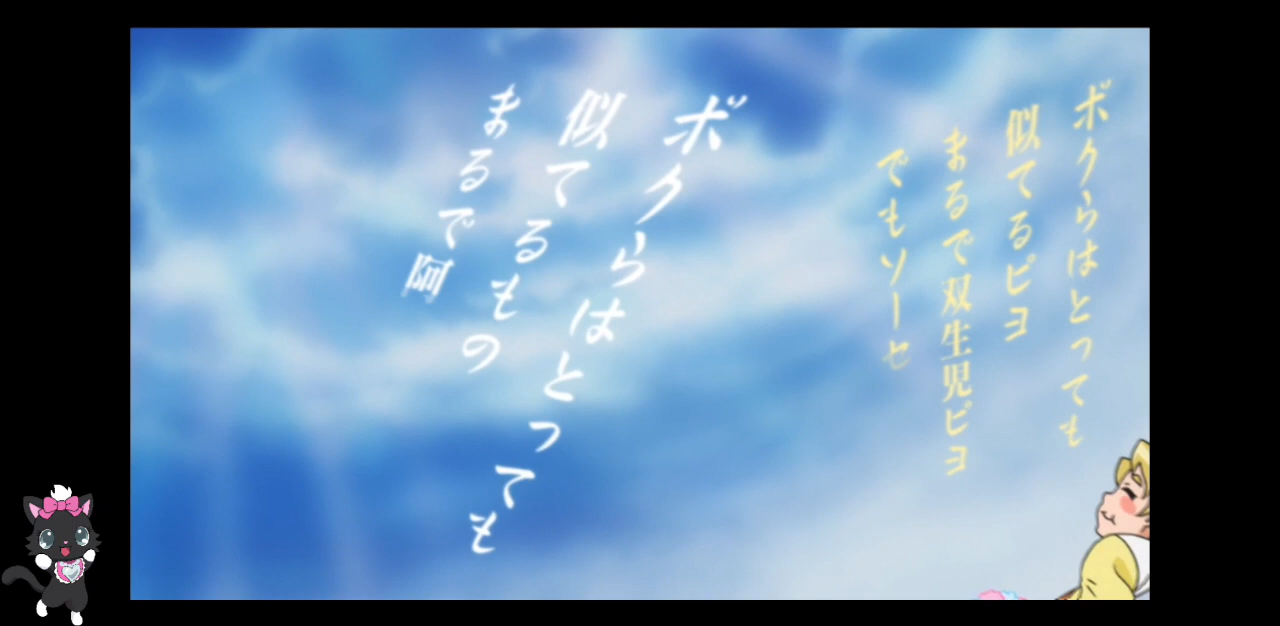 ボクらはとっても
似てるピヨ
まるで双生児ピヨ
でもソーセ
ボクらはとっても
似てるもの
まるで阿